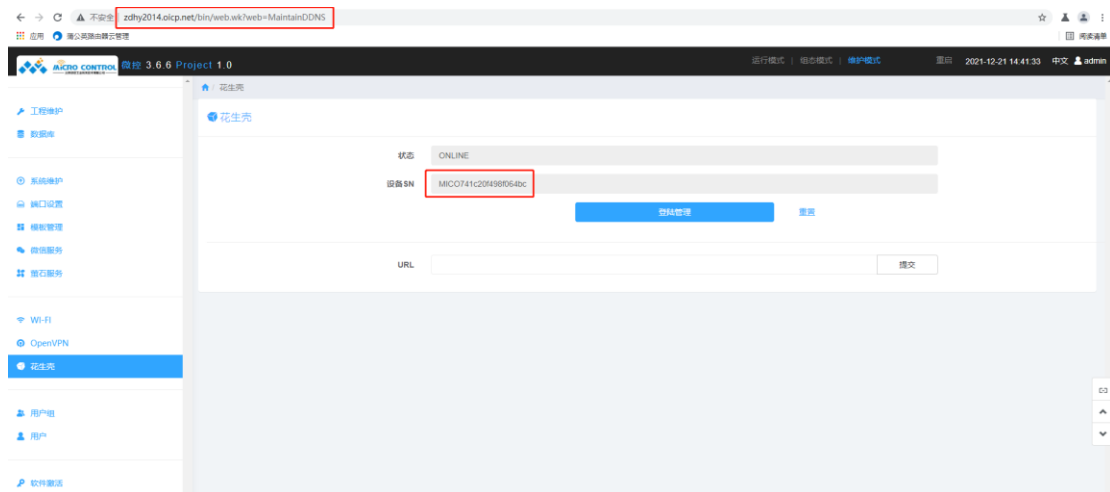 不安全 zdhy2014.oicp.net/bin/web.wk?web=MaintainDDNS
应用 蒲公英路由器云管理 阅读清单
MICRO CONTROL 微控 3.6.6 Project 1.0 运行模式 | 组态模式 | 维护模式 重启 2021-12-21 14:41:33 中文 admin
/ 花生壳
工程维护
花生壳
数据库
状态 ONLINE
系统维护
设备SN MICO741c20f498f064bc
端口设置
登陆管理 重置
模板管理
微信服务
URL 提交
萤石服务
WI-FI
OpenVPN
花生壳
用户组
用户
软件激活